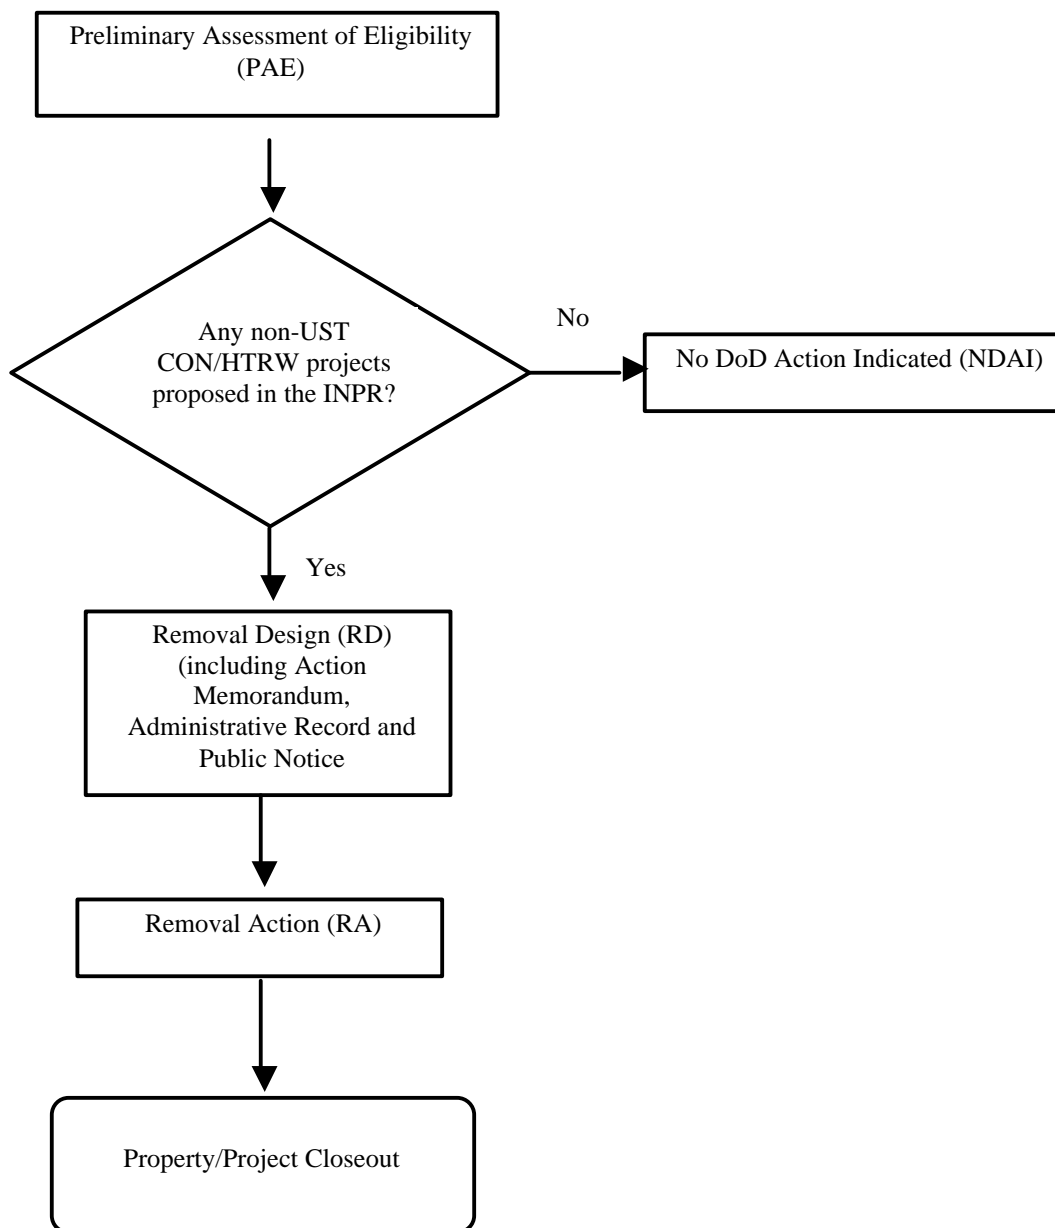 Preliminary Assessment of Eligibility
(PAE)
Any non-UST
CON/HTRW projects
proposed in the INPR?
No
No DoD Action Indicated (NDAI)
Yes
Removal Design (RD)
(including Action
Memorandum,
Administrative Record and
Public Notice
Removal Action (RA)
Property/Project Closeout